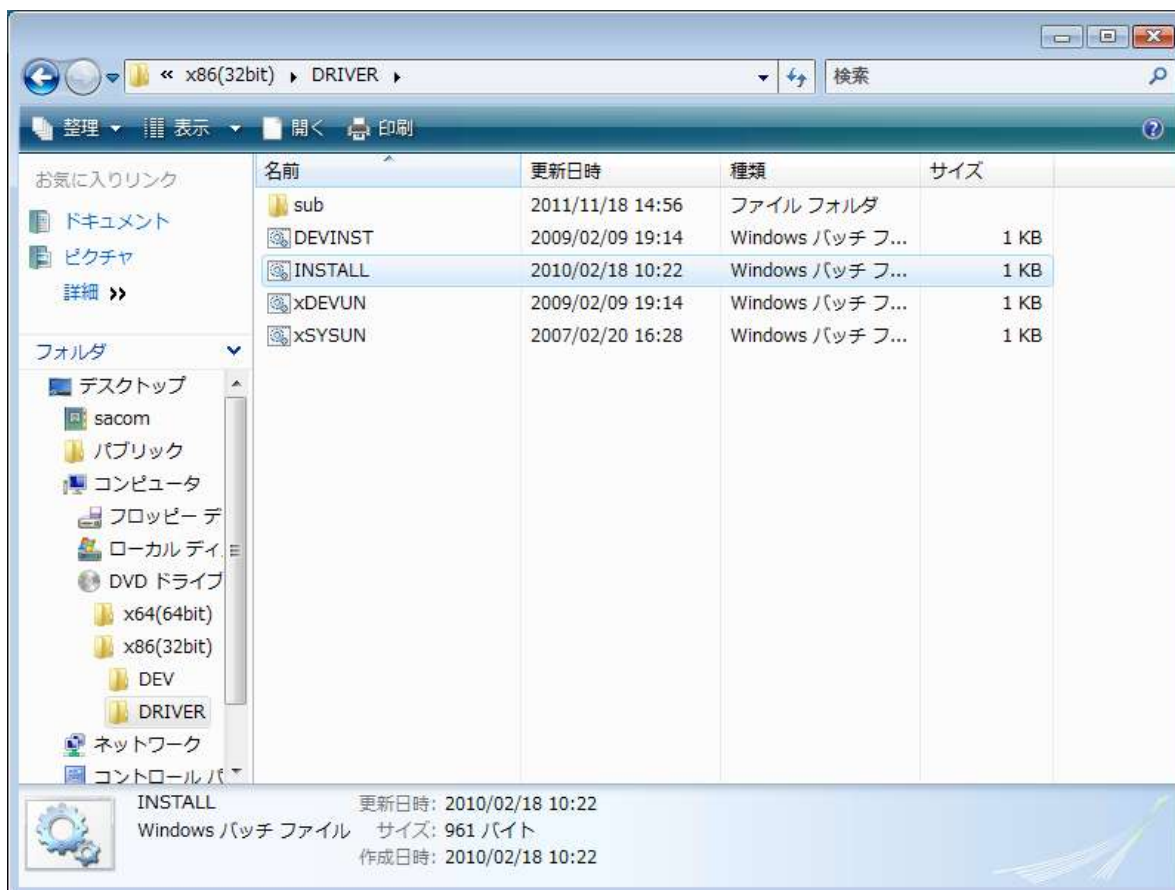 « x86(32bit) ▸ DRIVER ▸ 検索
整理 表示 開く 印刷
お気に入りリンク
ドキュメント
ピクチャ
詳細 »
フォルダ
デスクトップ
sacom
パブリック
コンピュータ
フロッピー デ
ローカル ディ
DVD ドライブ
x64(64bit)
x86(32bit)
DEV
DRIVER
ネットワーク
コントロール パ
名前 更新日時 種類 サイズ
sub 2011/11/18 14:56 ファイル フォルダ
DEVINST 2009/02/09 19:14 Windows バッチ フ... 1 KB
INSTALL 2010/02/18 10:22 Windows バッチ フ... 1 KB
xDEVUN 2009/02/09 19:14 Windows バッチ フ... 1 KB
xSYSUN 2007/02/20 16:28 Windows バッチ フ... 1 KB
INSTALL 更新日時: 2010/02/18 10:22
Windows バッチ ファイル サイズ: 961 バイト
作成日時: 2010/02/18 10:22